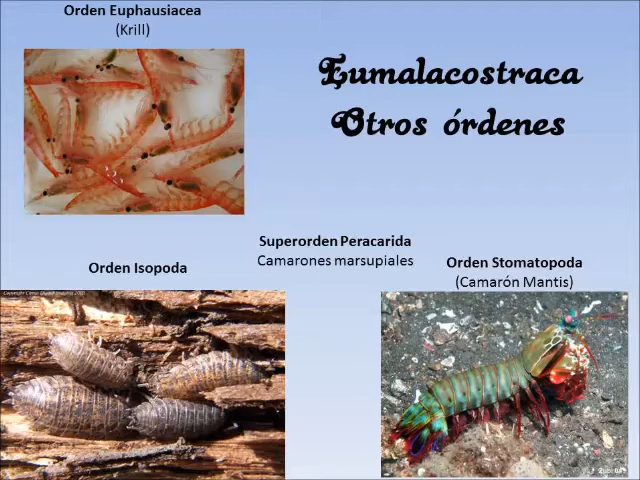 Orden Euphausiacea
(Krill)
Eumalacostraca
Otros órdenes
Superorden Peracarida
Camarones marsupiales
Orden Isopoda
Orden Stomatopoda
(Camarón Mantis)